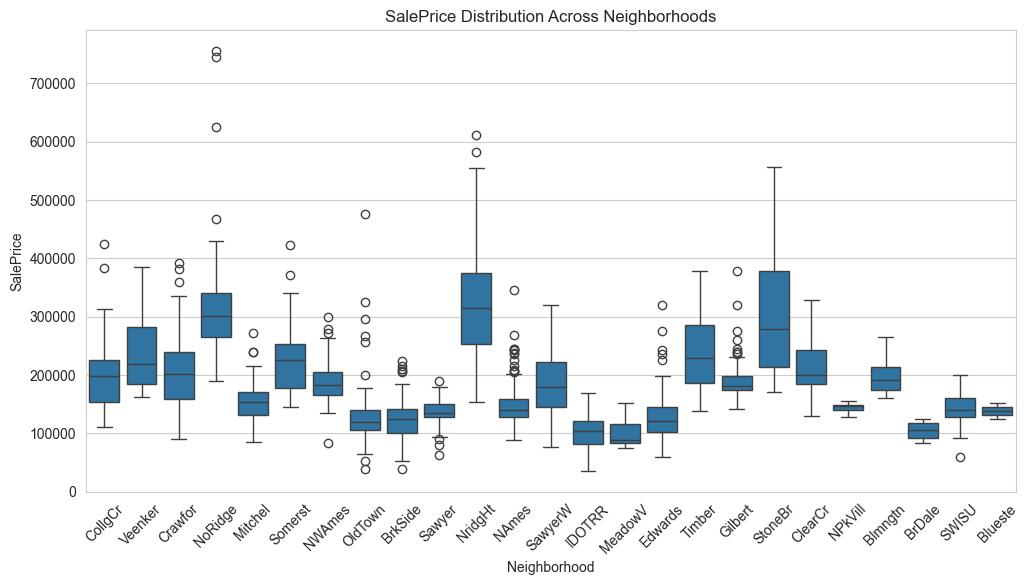 SalePrice Distribution Across Neighborhoods
SalePrice
700000
600000
500000
400000
300000
200000
100000
0
CollgCr
Veenker
Crawfor
NoRidge
Mitchel
Somerst
NWAmes
OldTown
BrkSide
Sawyer
NridgHt
NAmes
SawyerW
IDOTRR
MeadowV
Edwards
Timber
Gilbert
StoneBr
ClearCr
NPkVill
Blmngtn
BrDale
SWISU
Blueste
Neighborhood